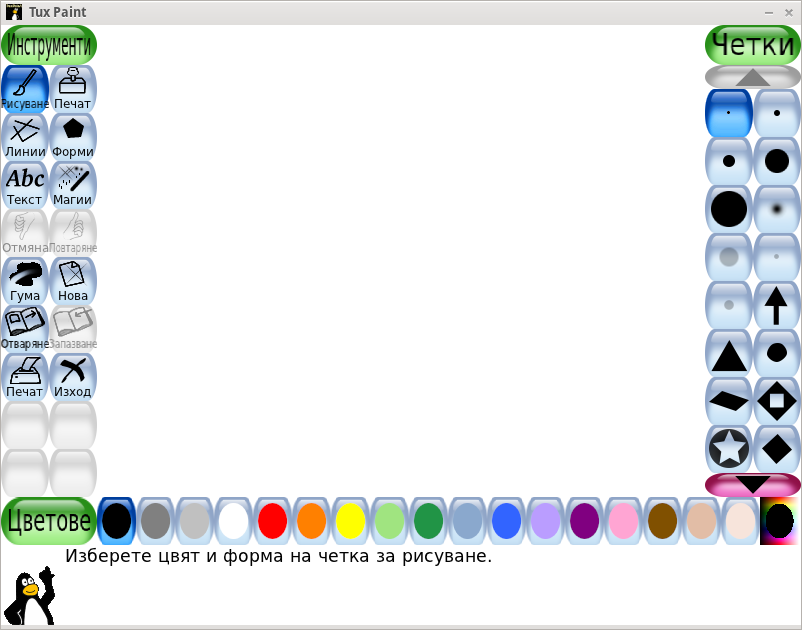 Tux Paint
Инструменти
Четки
Рисуване Печат
Линии Форми
Abc
Текст Магии
Отмяна Повтаряне
Гума Нова
Отваряне Запазване
Печат Изход
Цветове
Изберете цвят и форма на четка за рисуване.